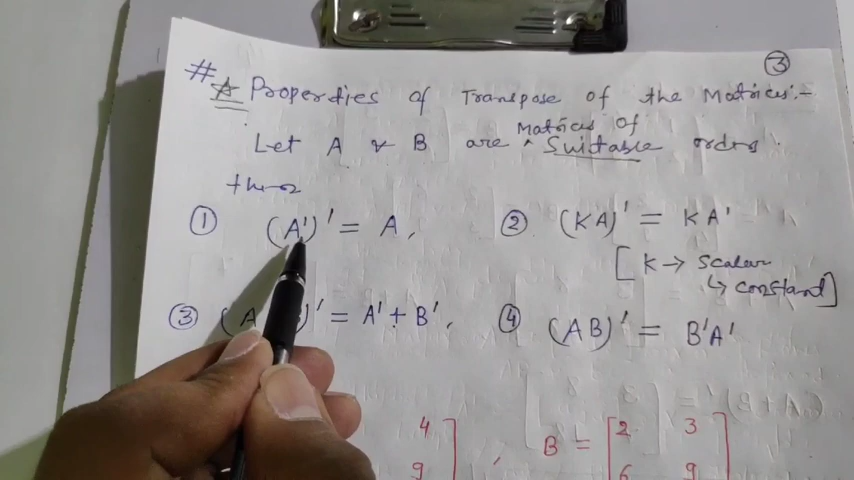 ③
# ☆ Properdies of Transpose of the Matrices:-
Let A & B are ^ Matrices of Suitable orders
then
① (A')' = A, ② (KA)' = KA'
[K → Scalar
↳ constant]
③ (A )' = A' + B', ④ (AB)' = B'A'
4
9 ] , B = [2 3
6 9]